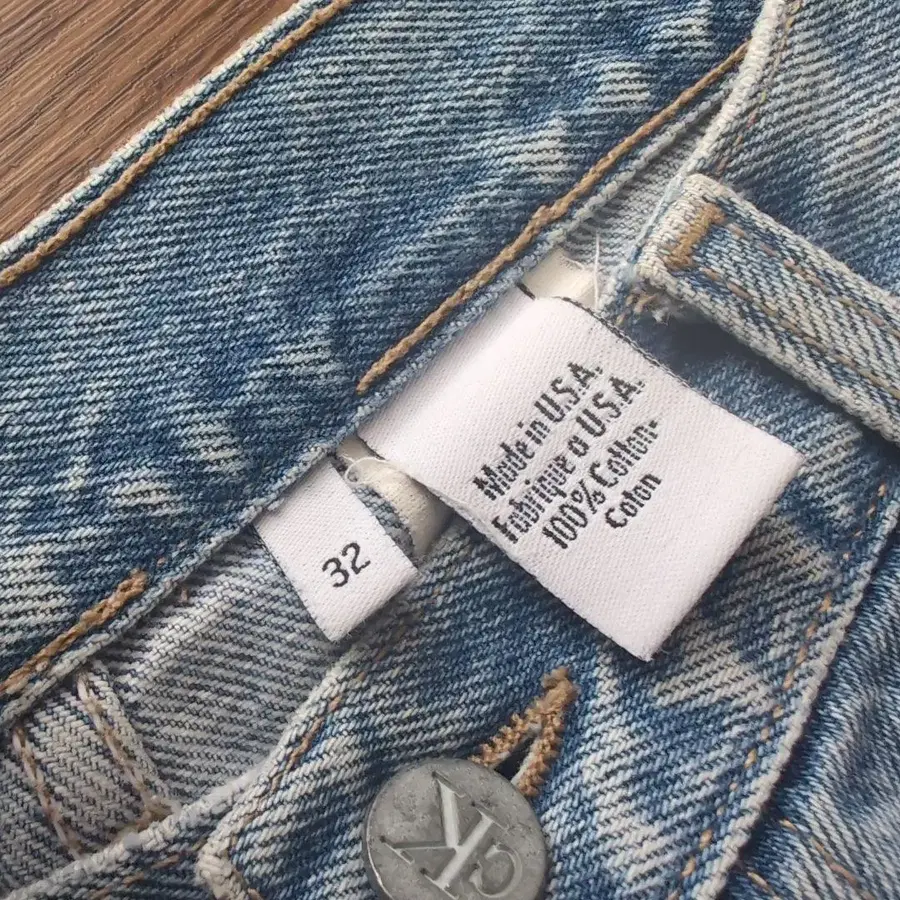 Made in U.S.A.
Fabrique o U.S.A.
100% Cotton-
Coton
32
CK